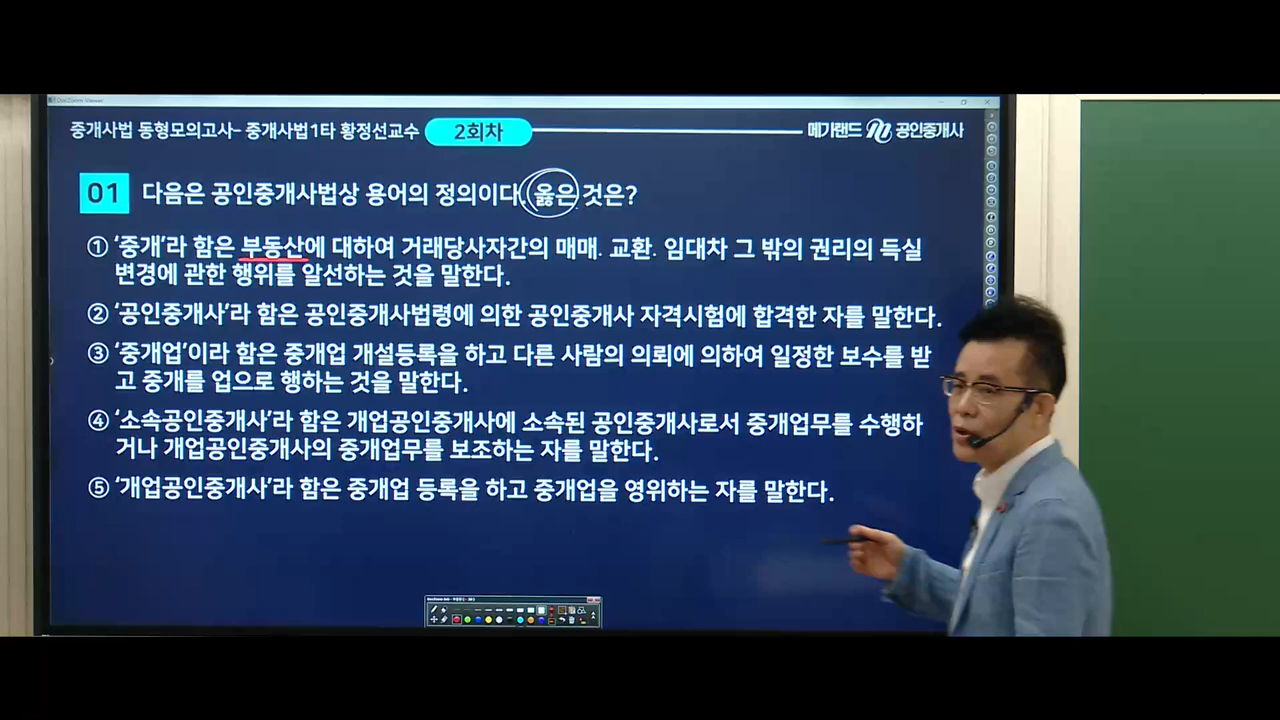 중개사법 동형모의고사- 중개사법1타 황정선교수 2회차 메가랜드 공인중개사
01 다음은 공인중개사법상 용어의 정의이다. 옳은 것은?
① ‘중개’라 함은 부동산에 대하여 거래당사자간의 매매. 교환. 임대차 그 밖의 권리의 득실
변경에 관한 행위를 알선하는 것을 말한다.
② ‘공인중개사’라 함은 공인중개사법령에 의한 공인중개사 자격시험에 합격한 자를 말한다.
③ ‘중개업’이라 함은 중개업 개설등록을 하고 다른 사람의 의뢰에 의하여 일정한 보수를 받
고 중개를 업으로 행하는 것을 말한다.
④ ‘소속공인중개사’라 함은 개업공인중개사에 소속된 공인중개사로서 중개업무를 수행하
거나 개업공인중개사의 중개업무를 보조하는 자를 말한다.
⑤ ‘개업공인중개사’라 함은 중개업 등록을 하고 중개업을 영위하는 자를 말한다.